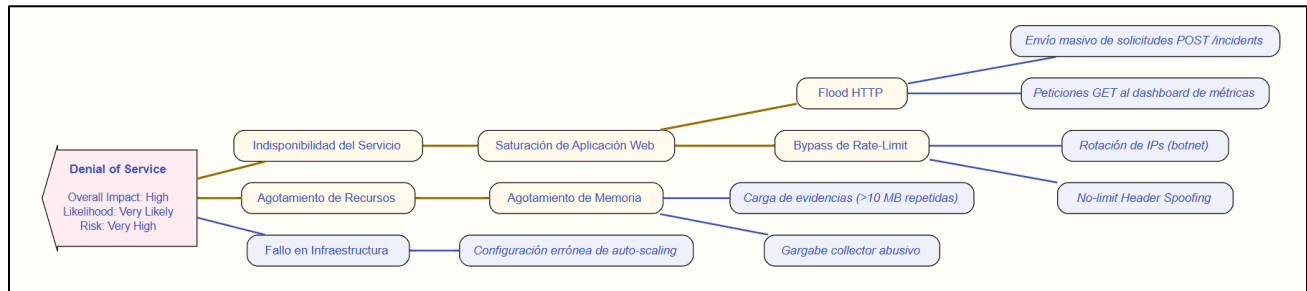 Envío masivo de solicitudes POST /incidents
Flood HTTP
Peticiones GET al dashboard de métricas
Indisponibilidad del Servicio
Saturación de Aplicación Web
Bypass de Rate-Limit
Rotación de IPs (botnet)
Denial of Service
Overall Impact: High
Likelihood: Very Likely
Risk: Very High
Agotamiento de Recursos
Agotamiento de Memoria
Carga de evidencias (>10 MB repetidas)
No-limit Header Spoofing
Fallo en Infraestructura
Configuración errónea de auto-scaling
Gargabe collector abusivo